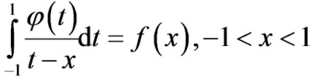 ∫_{-1}^{1} φ(t)/(t − x) dt = f(x), −1 < x < 1